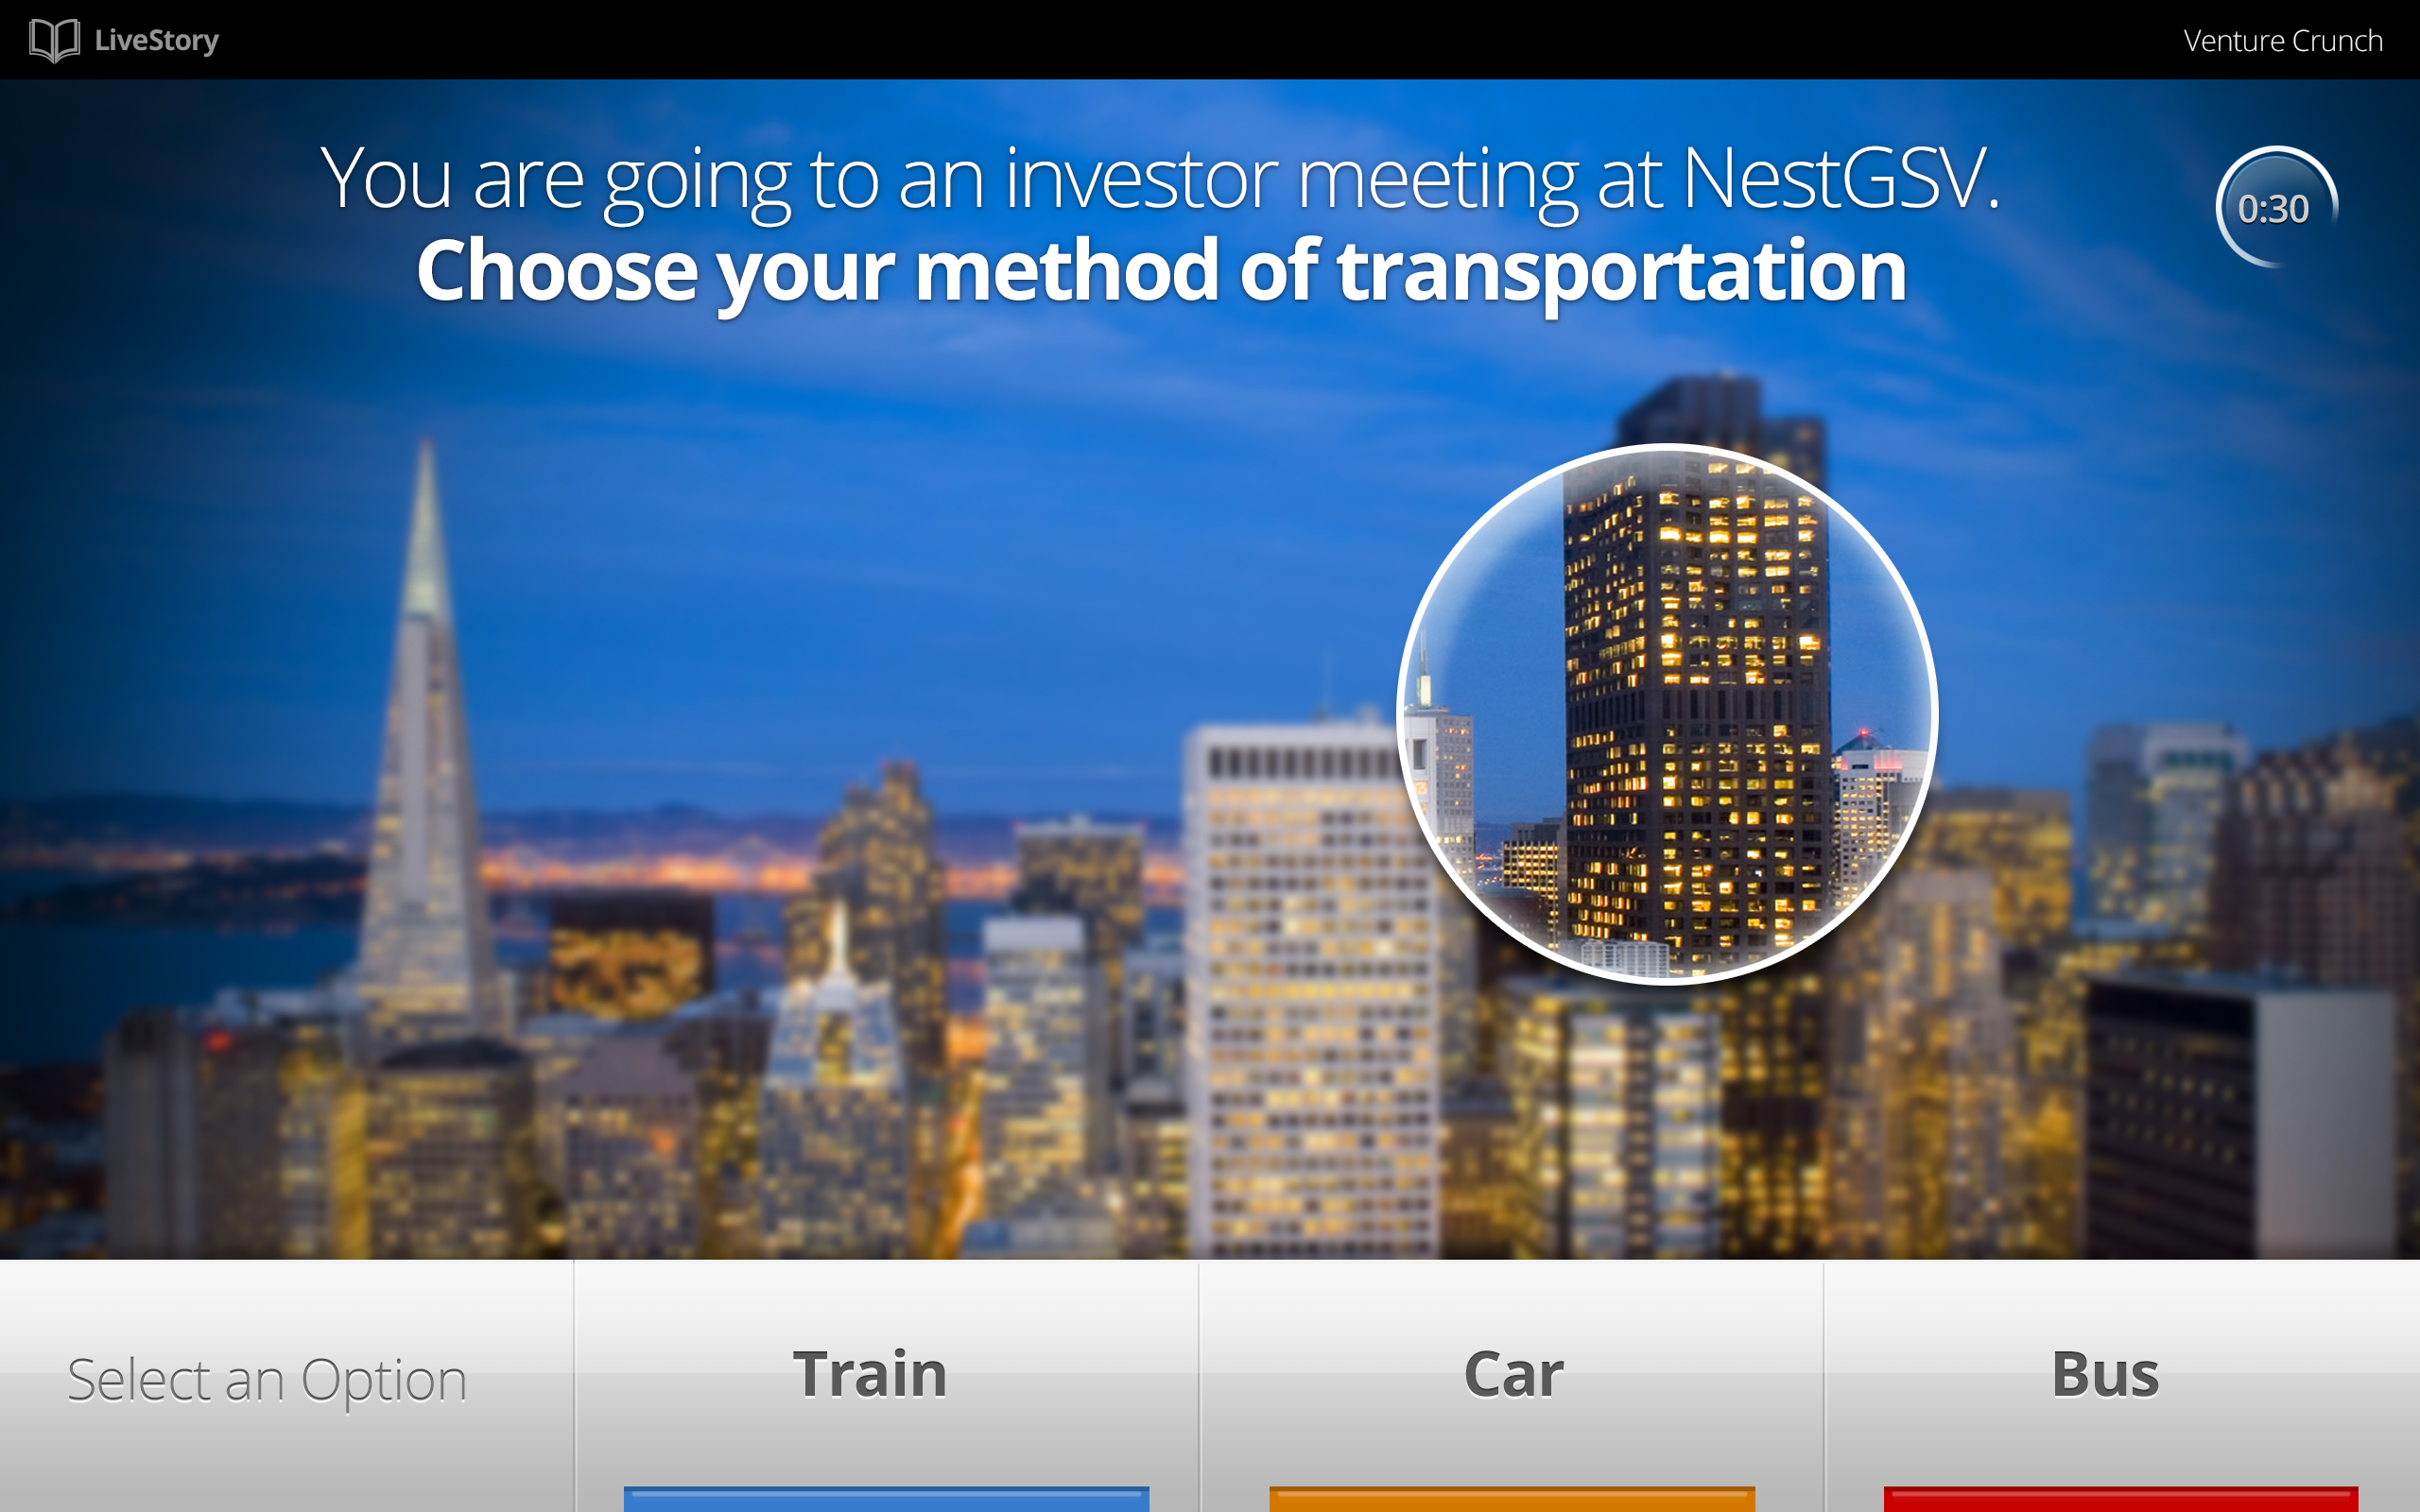 LiveStory
Venture Crunch
You are going to an investor meeting at NestGSV.
Choose your method of transportation
0:30
Select an Option
Train
Car
Bus